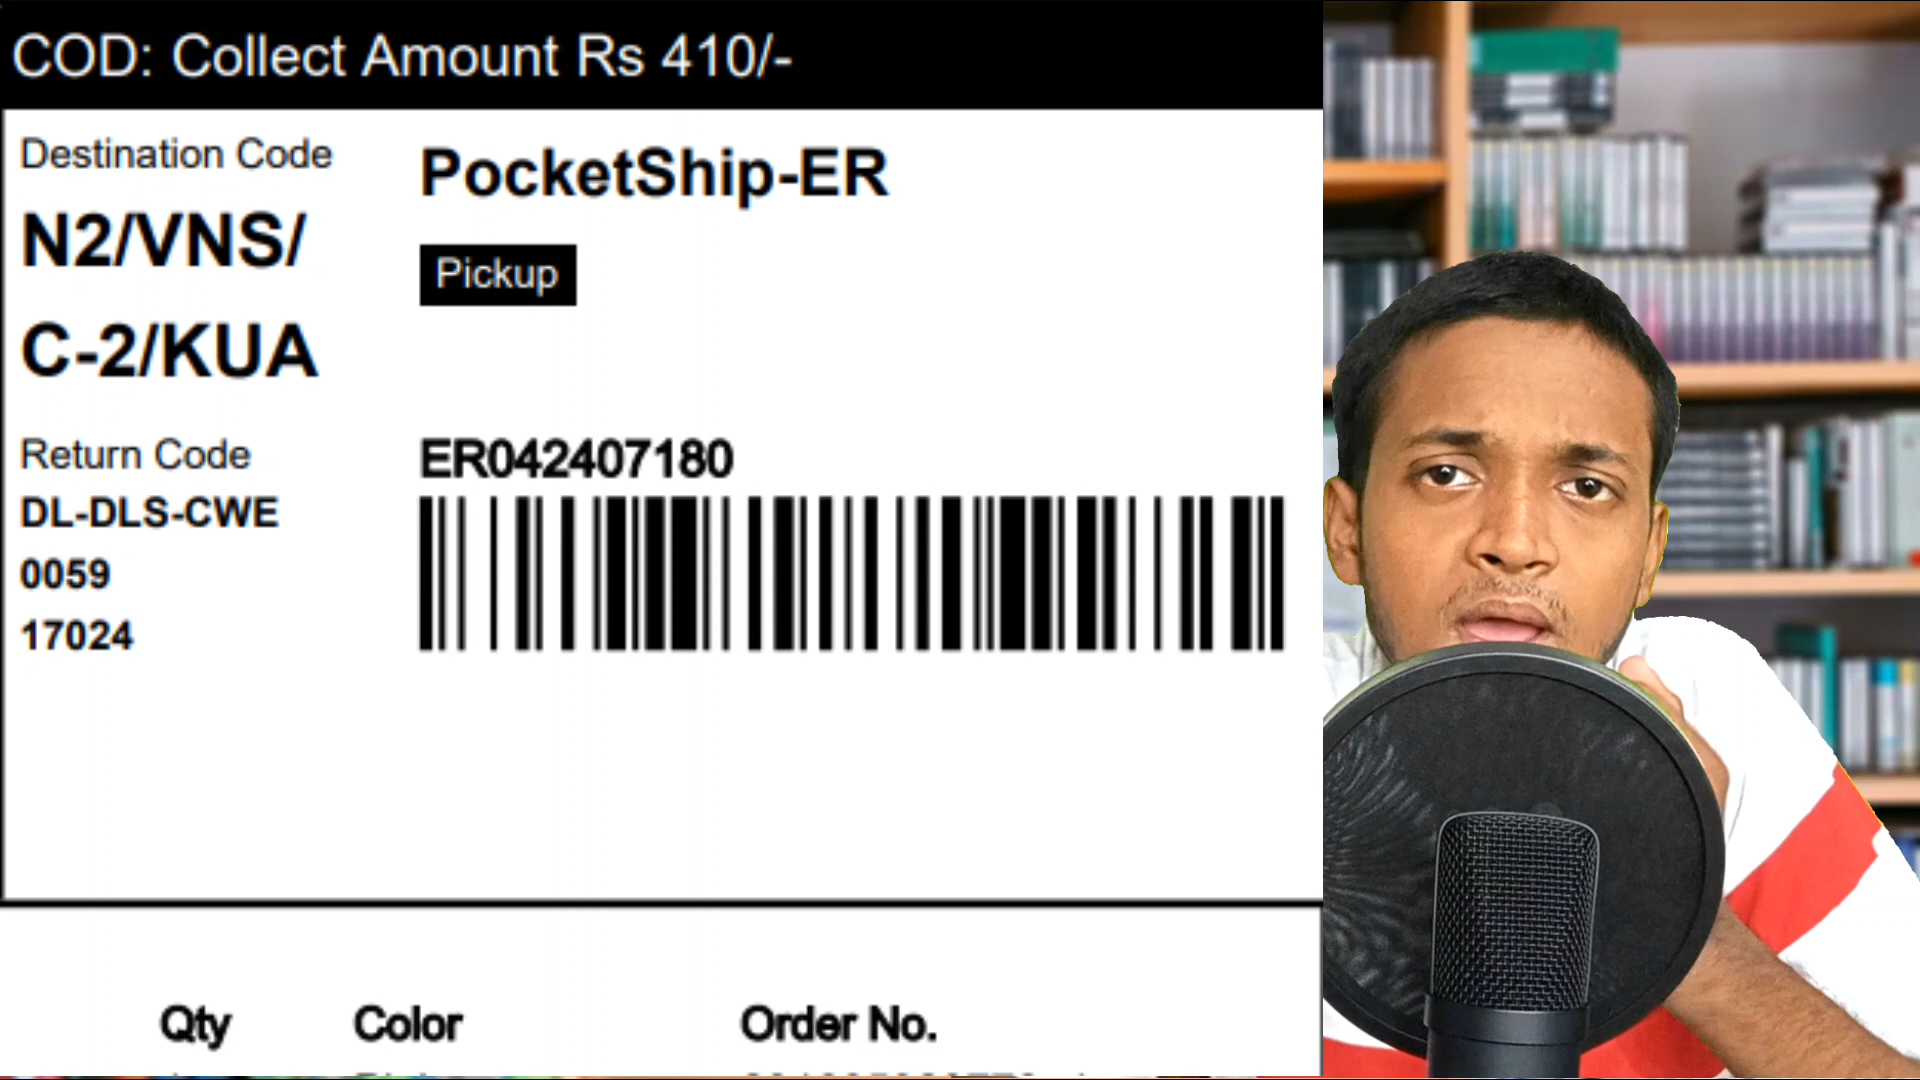 COD: Collect Amount Rs 410/-
Destination Code
N2/VNS/
C-2/KUA
Return Code
DL-DLS-CWE
0059
17024
PocketShip-ER
Pickup
ER042407180
Qty Color Order No.